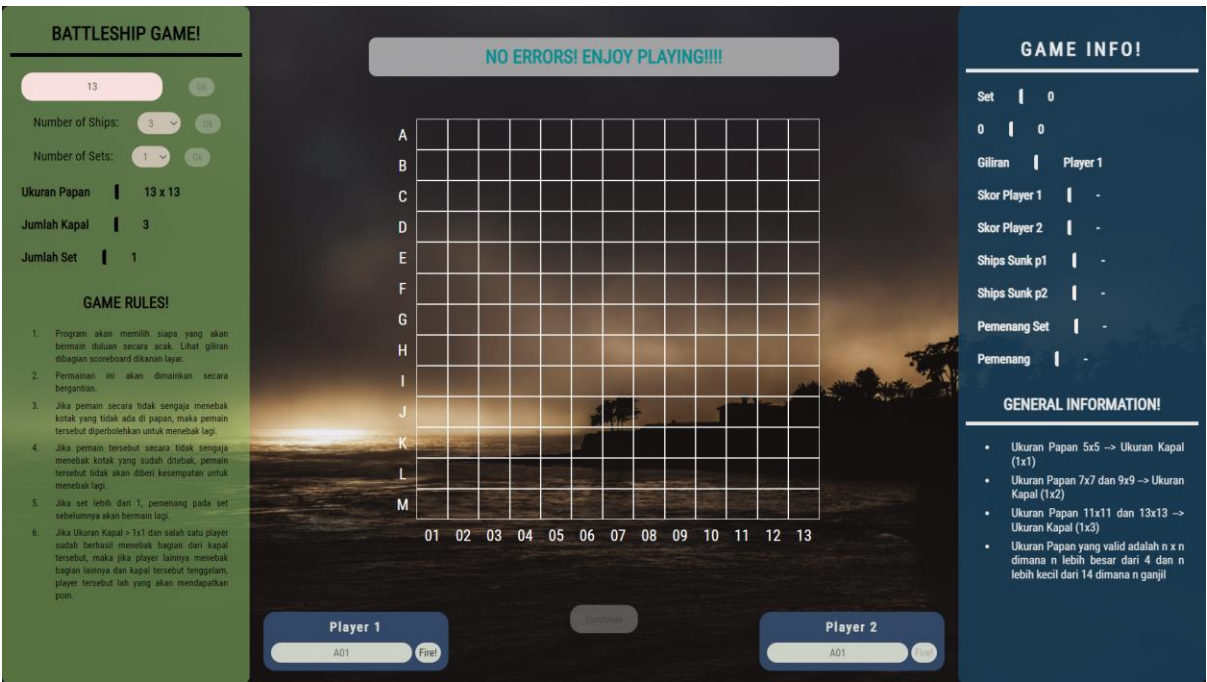 BATTLESHIP GAME!
13 Ok
Number of Ships: 3 Ok
Number of Sets: 1 Ok
Ukuran Papan 13 x 13
Jumlah Kapal 3
Jumlah Set 1
GAME RULES!
1. Program akan memilih siapa yang akan
bermain duluan secara acak. Lihat giliran
dibagian scoreboard dikanan layar.
2. Permainan ini akan dimainkan secara
bergantian.
3. Jika pemain secara tidak sengaja menebak
kotak yang tidak ada di papan, maka pemain
tersebut diperbolehkan untuk menebak lagi.
4. Jika pemain tersebut secara tidak sengaja
menebak kotak yang sudah ditebak, pemain
tersebut tidak akan diberi kesempatan untuk
menebak lagi.
5. Jika set lebih dari 1, pemenang pada set
sebelumnya akan bermain lagi.
6. Jika Ukuran Kapal > 1x1 dan salah satu player
sudah berhasil menebak bagian dari kapal
tersebut, maka jika player lainnya menebak
bagian lainnya dan kapal tersebut tenggelam,
player tersebut lah yang akan mendapatkan
poin.
NO ERRORS! ENJOY PLAYING!!!!
A
B
C
D
E
F
G
H
I
J
K
L
M
01 02 03 04 05 06 07 08 09 10 11 12 13
Continue
Player 1
A01 Fire!
Player 2
A01 Fire!
GAME INFO!
Set 0
0 0
Giliran Player 1
Skor Player 1 -
Skor Player 2 -
Ships Sunk p1 -
Ships Sunk p2 -
Pemenang Set -
Pemenang -
GENERAL INFORMATION!
• Ukuran Papan 5x5 --> Ukuran Kapal
(1x1)
• Ukuran Papan 7x7 dan 9x9 --> Ukuran
Kapal (1x2)
• Ukuran Papan 11x11 dan 13x13 -->
Ukuran Kapal (1x3)
• Ukuran Papan yang valid adalah n x n
dimana n lebih besar dari 4 dan n
lebih kecil dari 14 dimana n ganjil